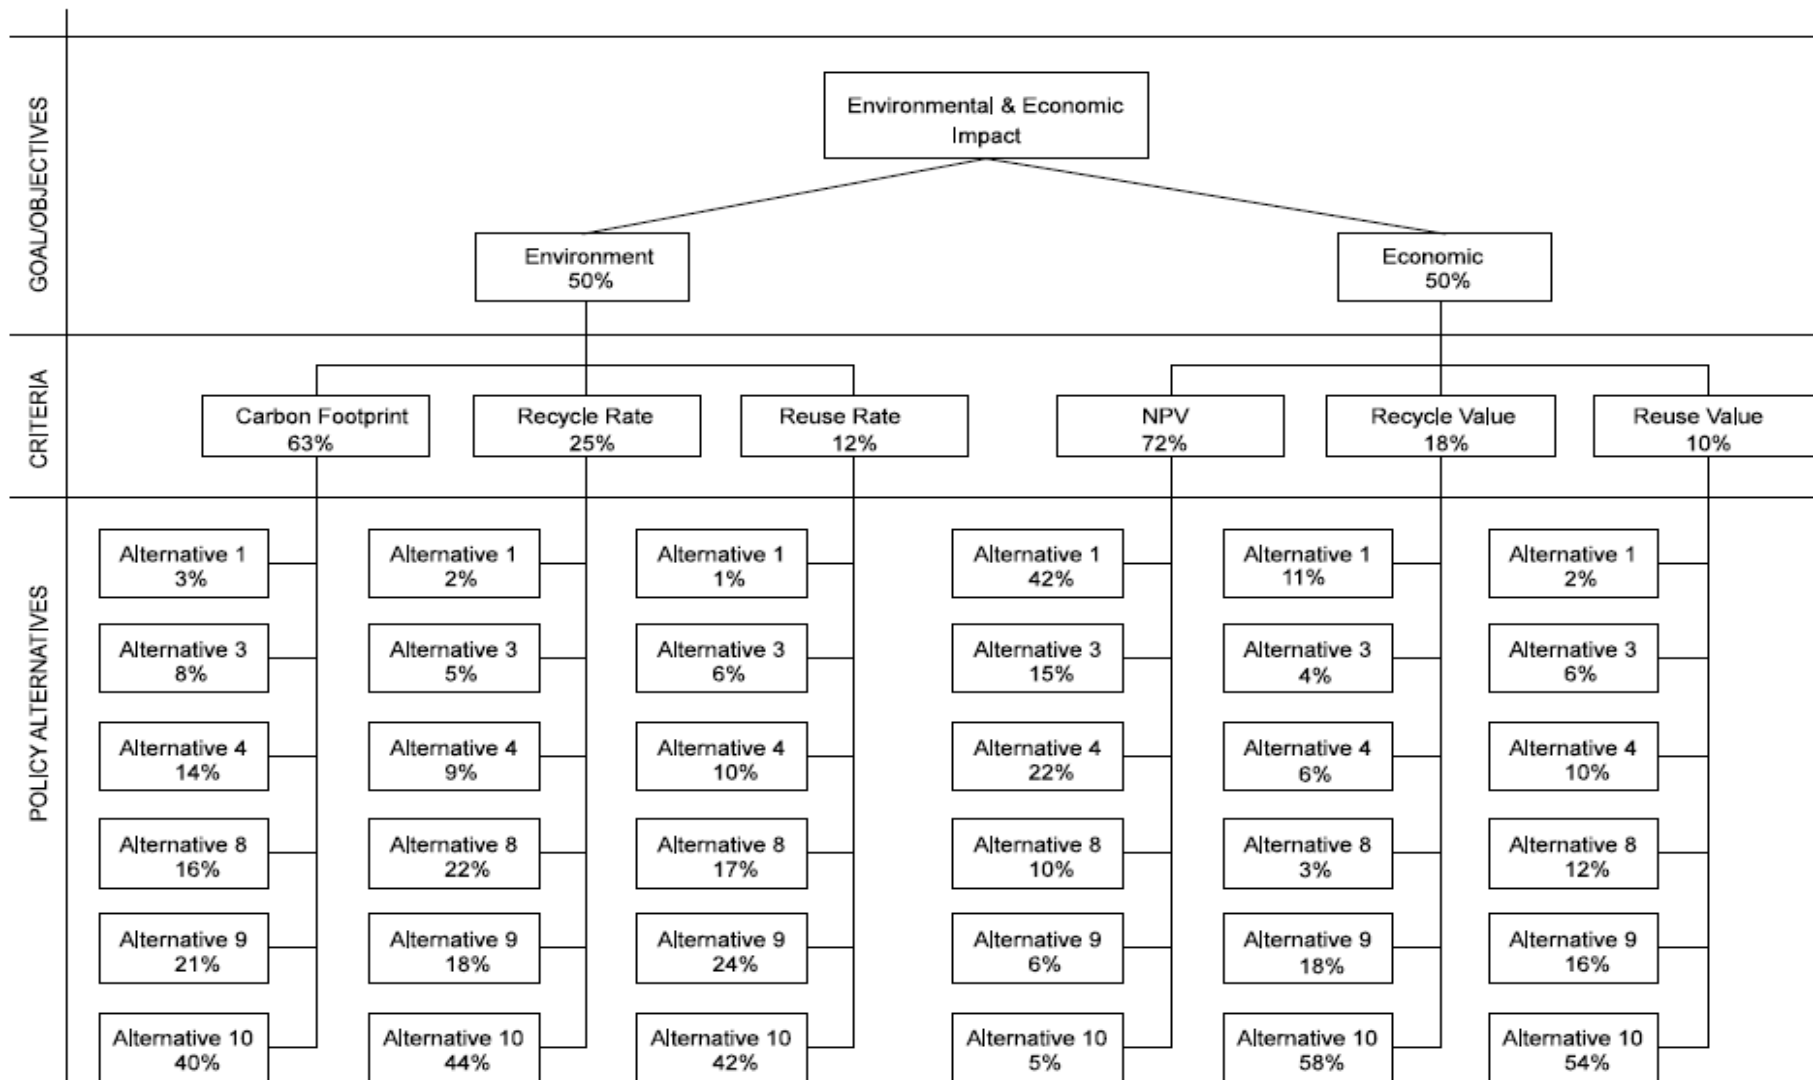 GOAL/OBJECTIVES
Environmental & Economic
Impact
Environment
50%
Economic
50%
CRITERIA
Carbon Footprint
63%
Recycle Rate
25%
Reuse Rate
12%
NPV
72%
Recycle Value
18%
Reuse Value
10%
POLICY ALTERNATIVES
Alternative 1
3%
Alternative 1
2%
Alternative 1
1%
Alternative 1
42%
Alternative 1
11%
Alternative 1
2%
Alternative 3
8%
Alternative 3
5%
Alternative 3
6%
Alternative 3
15%
Alternative 3
4%
Alternative 3
6%
Alternative 4
14%
Alternative 4
9%
Alternative 4
10%
Alternative 4
22%
Alternative 4
6%
Alternative 4
10%
Alternative 8
16%
Alternative 8
22%
Alternative 8
17%
Alternative 8
10%
Alternative 8
3%
Alternative 8
12%
Alternative 9
21%
Alternative 9
18%
Alternative 9
24%
Alternative 9
6%
Alternative 9
18%
Alternative 9
16%
Alternative 10
40%
Alternative 10
44%
Alternative 10
42%
Alternative 10
5%
Alternative 10
58%
Alternative 10
54%